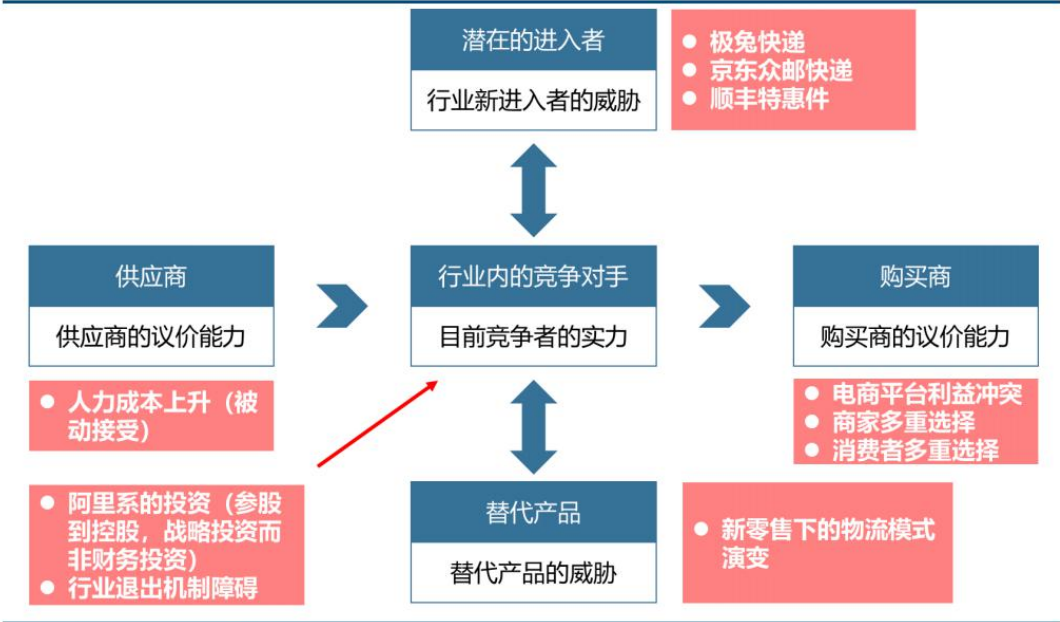 潜在的进入者
行业新进入者的威胁
● 极兔快递
● 京东众邮快递
● 顺丰特惠件
供应商
供应商的议价能力
● 人力成本上升（被
动接受）
行业内的竞争对手
目前竞争者的实力
购买商
购买商的议价能力
● 电商平台利益冲突
● 商家多重选择
● 消费者多重选择
● 阿里系的投资（参股
到控股，战略投资而
非财务投资）
● 行业退出机制障碍
替代产品
替代产品的威胁
● 新零售下的物流模式
演变